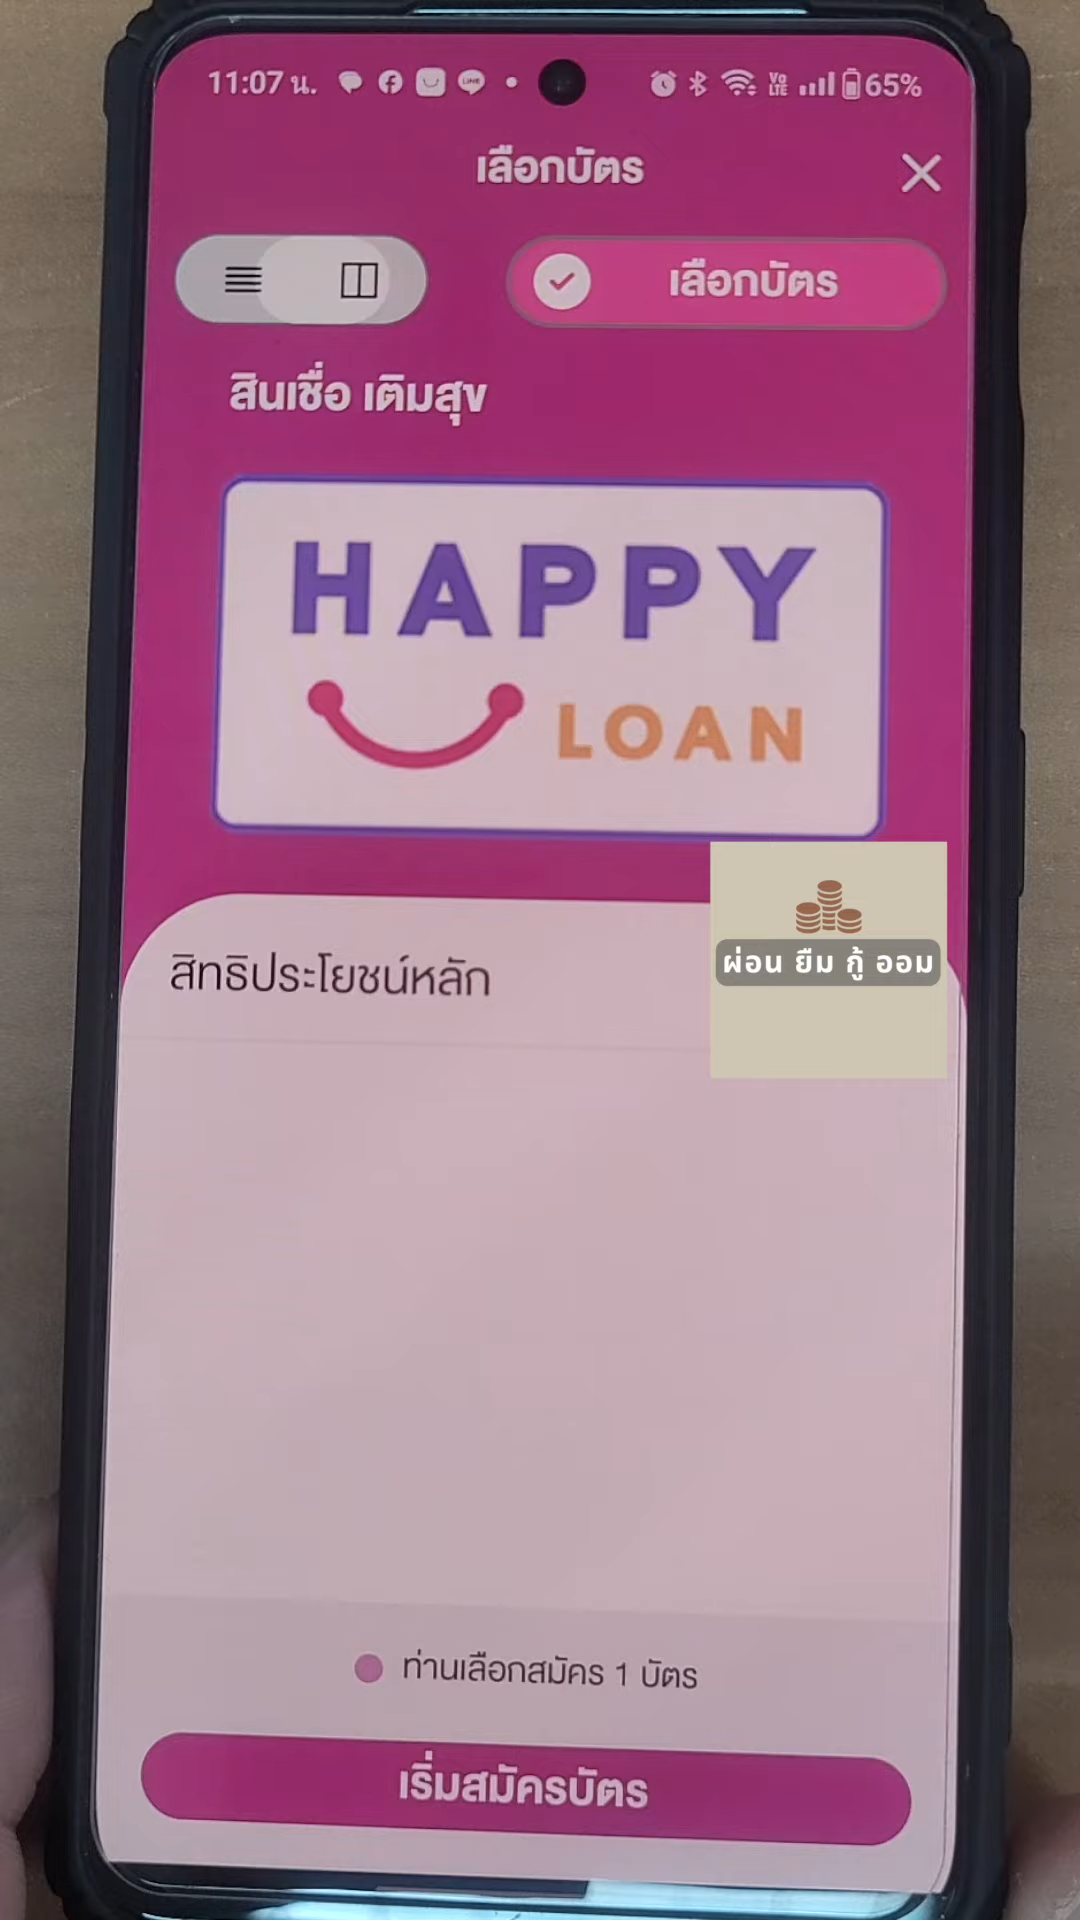 11:07 น.
LINE
Vo
LTE
65%
เลือกบัตร
เลือกบัตร
สินเชื่อ เติมสุข
HAPPY
LOAN
ผ่อน ยืม กู้ ออม
สิทธิประโยชน์หลัก
ท่านเลือกสมัคร 1 บัตร
เริ่มสมัครบัตร